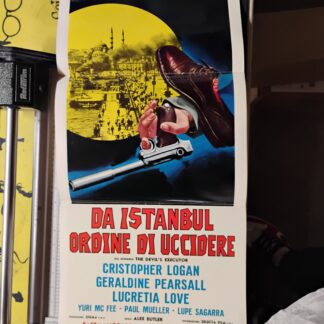 DA ISTANBUL
ORDINE DI UCCIDERE
THE DEVIL'S EXECUTOR
CRISTOPHER LOGAN
GERALDINE PEARSALL
LUCRETIA LOVE
YURI MC FEE - PAUL MUELLER - LUPE SAGARRA
ALEX BUTLER